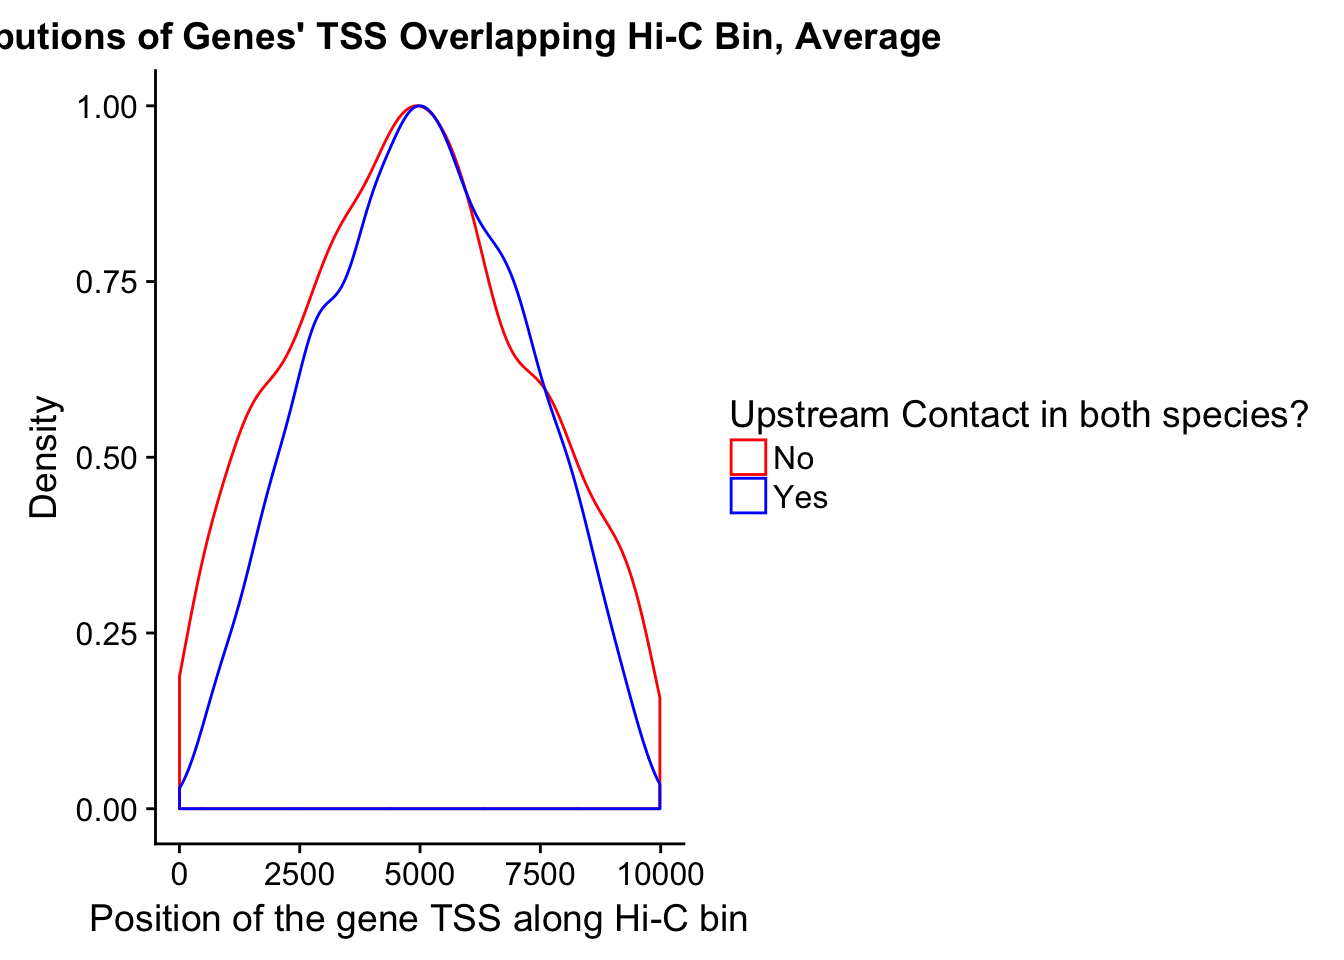 butions of Genes' TSS Overlapping Hi-C Bin, Average
1.00
0.75
0.50
0.25
0.00
Density
0 2500 5000 7500 10000
Position of the gene TSS along Hi-C bin
Upstream Contact in both species?
No
Yes